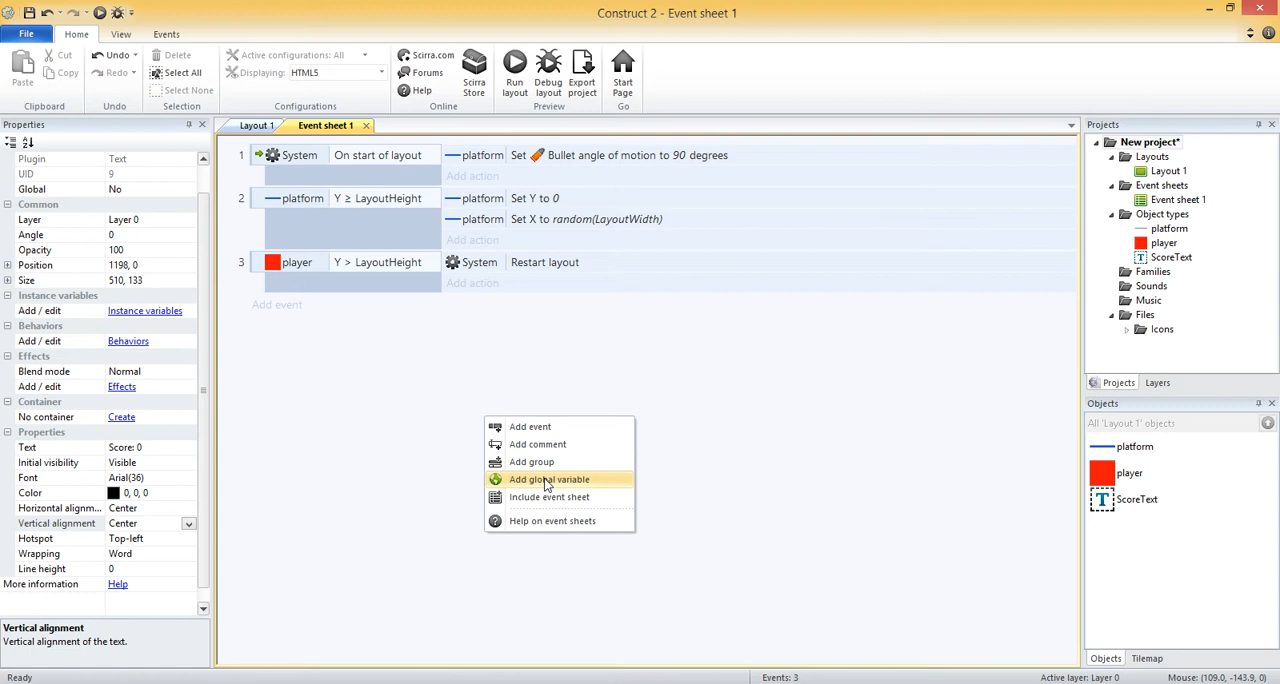 Construct 2 - Event sheet 1
File Home View Events
Paste Cut Copy Clipboard
Undo Redo Undo
Delete Select All Select None Selection
Active configurations: All
Displaying: HTML5
Configurations
Scirra.com Forums Help Scirra Store Online
Run layout Debug layout Export project Preview
Start Page Go
Properties
Plugin Text
UID 9
Global No
Common
Layer Layer 0
Angle 0
Opacity 100
Position 1198, 0
Size 510, 133
Instance variables
Add / edit Instance variables
Behaviors
Add / edit Behaviors
Effects
Blend mode Normal
Add / edit Effects
Container
No container Create
Properties
Text Score: 0
Initial visibility Visible
Font Arial(36)
Color 0, 0, 0
Horizontal alignm... Center
Vertical alignment Center
Hotspot Top-left
Wrapping Word
Line height 0
More information Help
Vertical alignment
Vertical alignment of the text.
Layout 1 Event sheet 1
1 System On start of layout platform Set Bullet angle of motion to 90 degrees
Add action
2 platform Y ≥ LayoutHeight platform Set Y to 0
platform Set X to random(LayoutWidth)
Add action
3 player Y > LayoutHeight System Restart layout
Add action
Add event
Add event
Add comment
Add group
Add global variable
Include event sheet
Help on event sheets
Projects
New project*
Layouts
Layout 1
Event sheets
Event sheet 1
Object types
platform
player
T ScoreText
Families
Sounds
Music
Files
Icons
Projects Layers
Objects
All 'Layout 1' objects
platform
player
T ScoreText
Objects Tilemap
Ready Events: 3 Active layer: Layer 0 Mouse: (109.0, -143.9, 0)